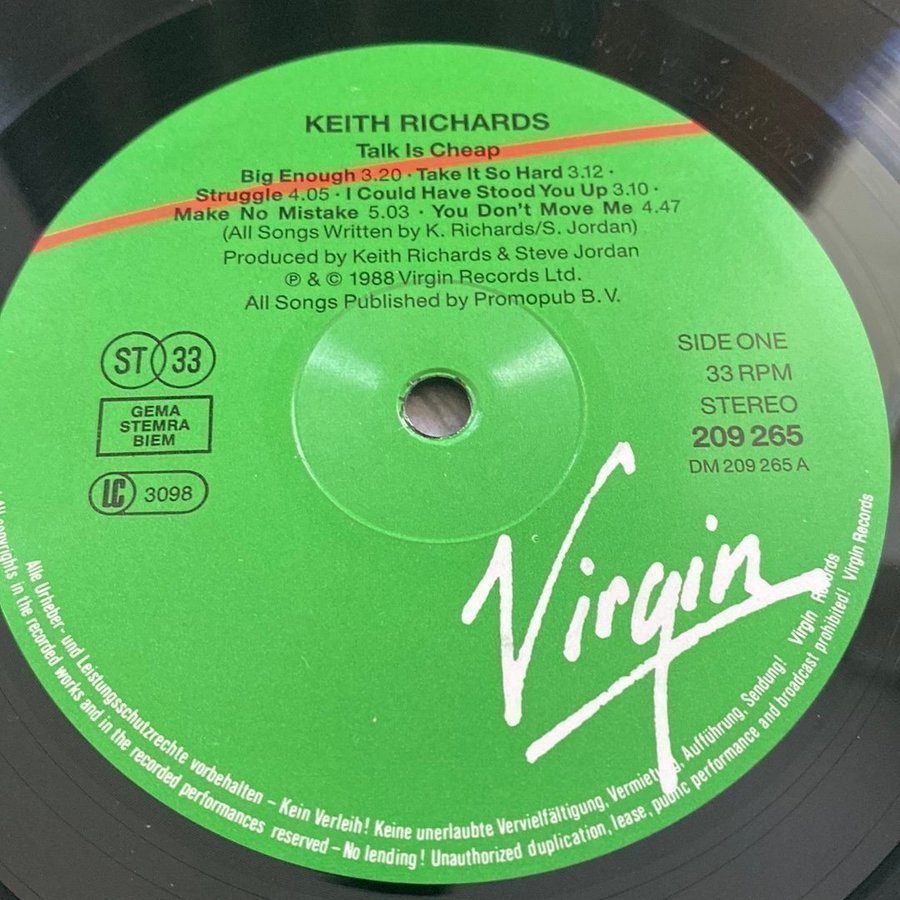 KEITH RICHARDS
Talk Is Cheap
Big Enough 3.20 · Take It So Hard 3.12 ·
Struggle 4.05 · I Could Have Stood You Up 3.10 ·
Make No Mistake 5.03 · You Don't Move Me 4.47
(All Songs Written by K. Richards/S. Jordan)
Produced by Keith Richards & Steve Jordan
℗ & © 1988 Virgin Records Ltd.
All Songs Published by Promopub B.V.
ST 33
GEMA
STEMRA
BIEM
LC 3098
SIDE ONE
33 RPM
STEREO
209 265
DM 209 265 A
Virgin
Alle Urheber- und Leistungsschutzrechte vorbehalten – Kein Verleih! Keine unerlaubte Vervielfältigung, Vermietung, Aufführung, Sendung! Virgin Records
copyrights in the recorded works and in the recorded performances reserved – No lending! Unauthorized duplication, lease, public performance and broadcast prohibited! Virgin Records